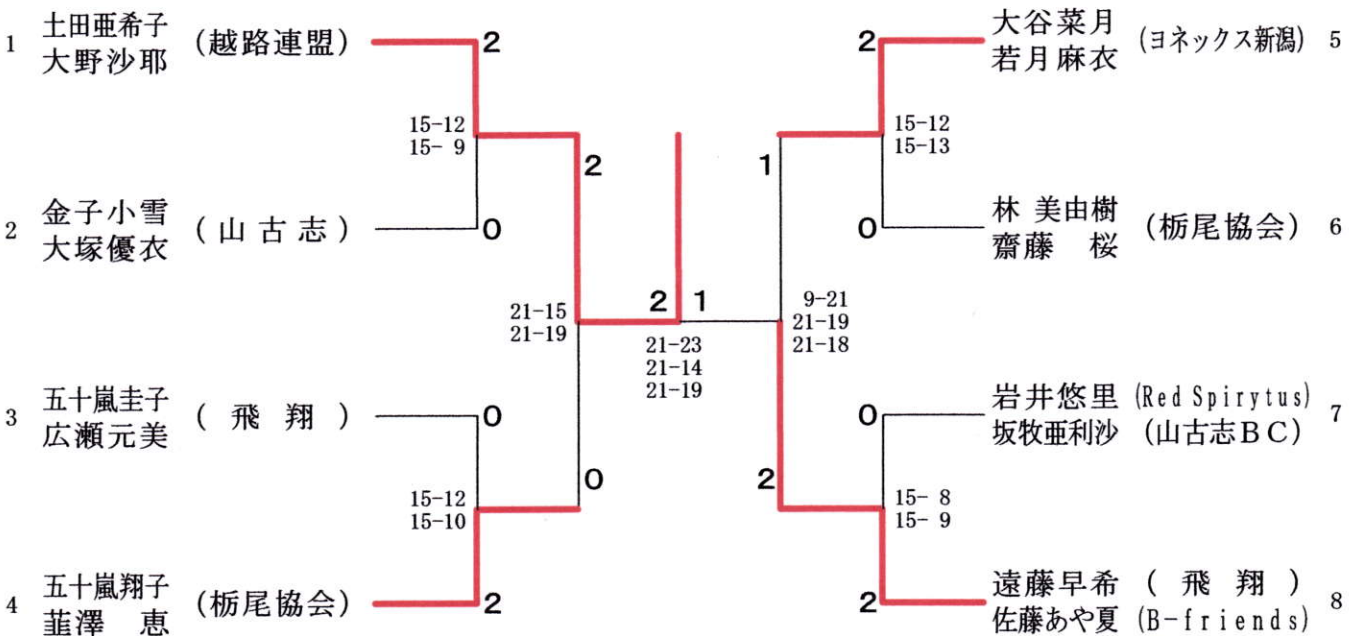 1 土田亜希子 (越路連盟) 2
大野沙耶
15-12
15- 9
2 金子小雪 (山古志) 0
大塚優衣
2
21-15
21-19
3 五十嵐圭子 (飛翔) 0
広瀬元美
0
15-12
15-10
4 五十嵐翔子 (栃尾協会) 2
韮澤 恵
2 1
21-23
21-14
21-19
2 大谷菜月 (ヨネックス新潟) 5
若月麻衣
15-12
15-13
1
0 林 美由樹 (栃尾協会) 6
齋藤 桜
9-21
21-19
21-18
0 岩井悠里 (Red Spirytus) 7
坂牧亜利沙 (山古志BC)
2
15- 8
15- 9
2 遠藤早希 (飛翔) 8
佐藤あや夏 (B-friends)